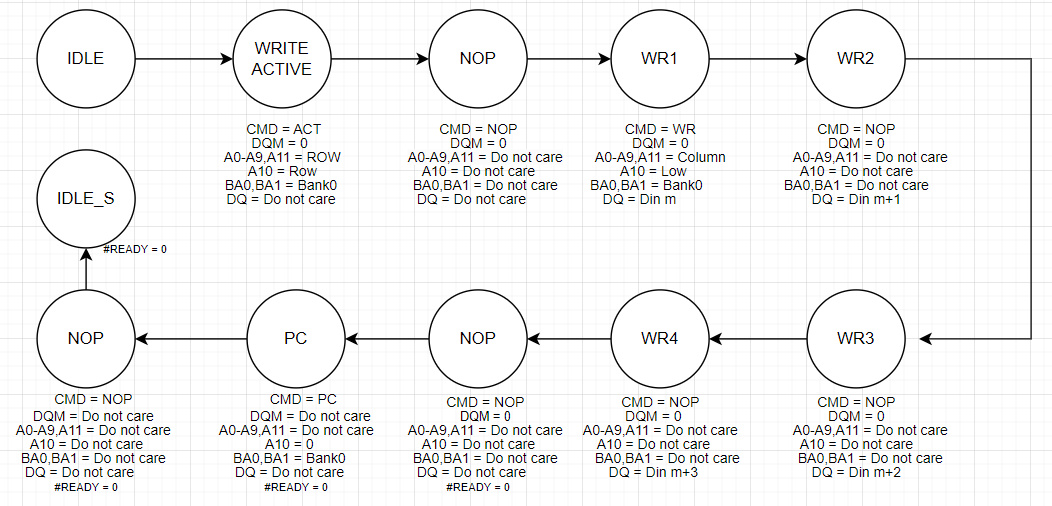 IDLE
WRITE
ACTIVE
NOP
WR1
WR2
CMD = ACT
DQM = 0
A0-A9,A11 = ROW
A10 = Row
BA0,BA1 = Bank0
DQ = Do not care
CMD = NOP
DQM = 0
A0-A9,A11 = Do not care
A10 = Do not care
BA0,BA1 = Do not care
DQ = Do not care
CMD = WR
DQM = 0
A0-A9,A11 = Column
A10 = Low
BA0,BA1 = Bank0
DQ = Din m
CMD = NOP
DQM = 0
A0-A9,A11 = Do not care
A10 = Do not care
BA0,BA1 = Do not care
DQ = Din m+1
IDLE_S
#READY = 0
NOP
PC
NOP
WR4
WR3
CMD = NOP
DQM = Do not care
A0-A9,A11 = Do not care
A10 = Do not care
BA0,BA1 = Do not care
DQ = Do not care
#READY = 0
CMD = PC
DQM = Do not care
A0-A9,A11 = Do not care
A10 = 0
BA0,BA1 = Bank0
DQ = Do not care
#READY = 0
CMD = NOP
DQM = 0
A0-A9,A11 = Do not care
A10 = Do not care
BA0,BA1 = Do not care
DQ = Do not care
#READY = 0
CMD = NOP
DQM = 0
A0-A9,A11 = Do not care
A10 = Do not care
BA0,BA1 = Do not care
DQ = Din m+3
CMD = NOP
DQM = 0
A0-A9,A11 = Do not care
A10 = Do not care
BA0,BA1 = Do not care
DQ = Din m+2